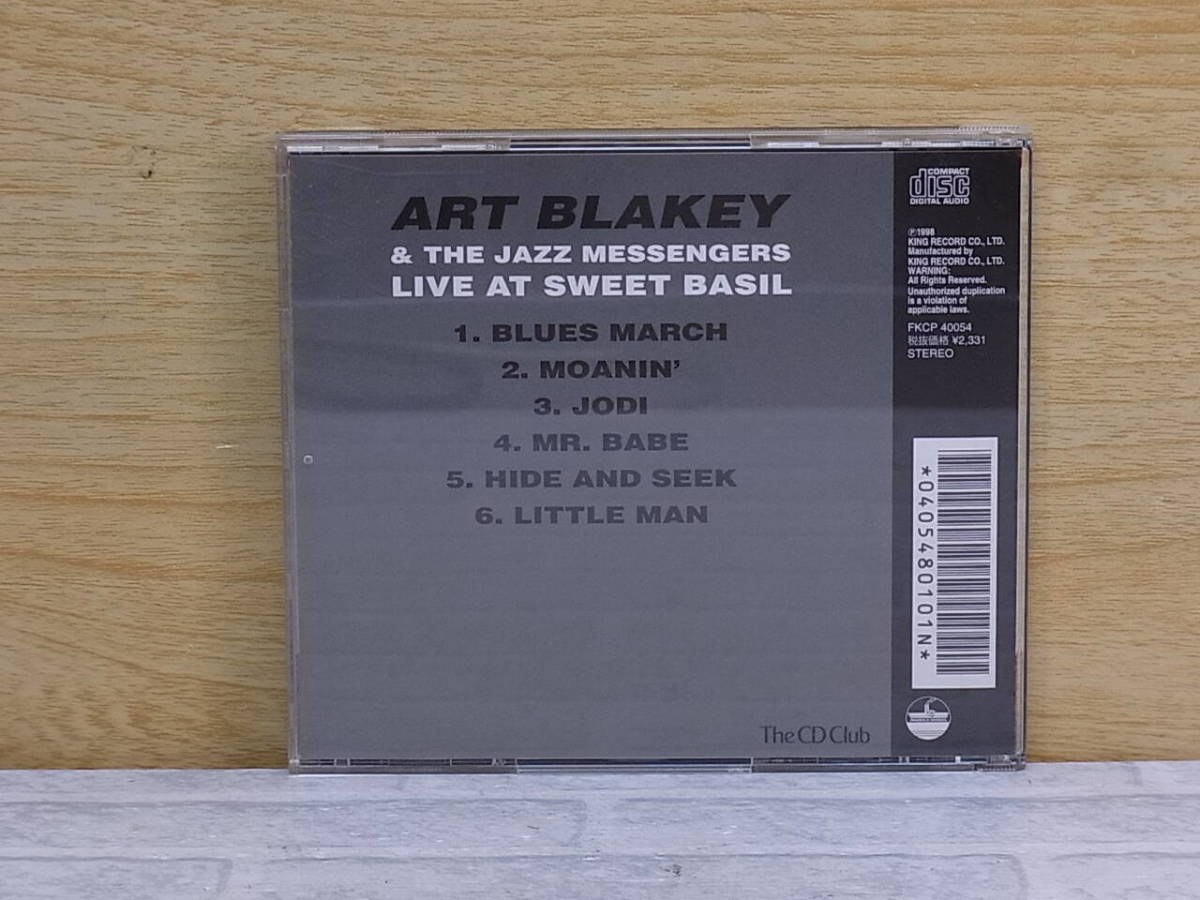 ART BLAKEY
& THE JAZZ MESSENGERS
LIVE AT SWEET BASIL
1. BLUES MARCH
2. MOANIN'
3. JODI
4. MR. BABE
5. HIDE AND SEEK
6. LITTLE MAN
The CD Club
COMPACT
disc
DIGITAL AUDIO
℗1998
KING RECORD CO., LTD.
Manufactured by
KING RECORD CO., LTD.
WARNING:
All Rights Reserved.
Unauthorized duplication
is a violation of
applicable laws.
FKCP 40054
税抜価格 ¥2,331
STEREO
*0405480101N*